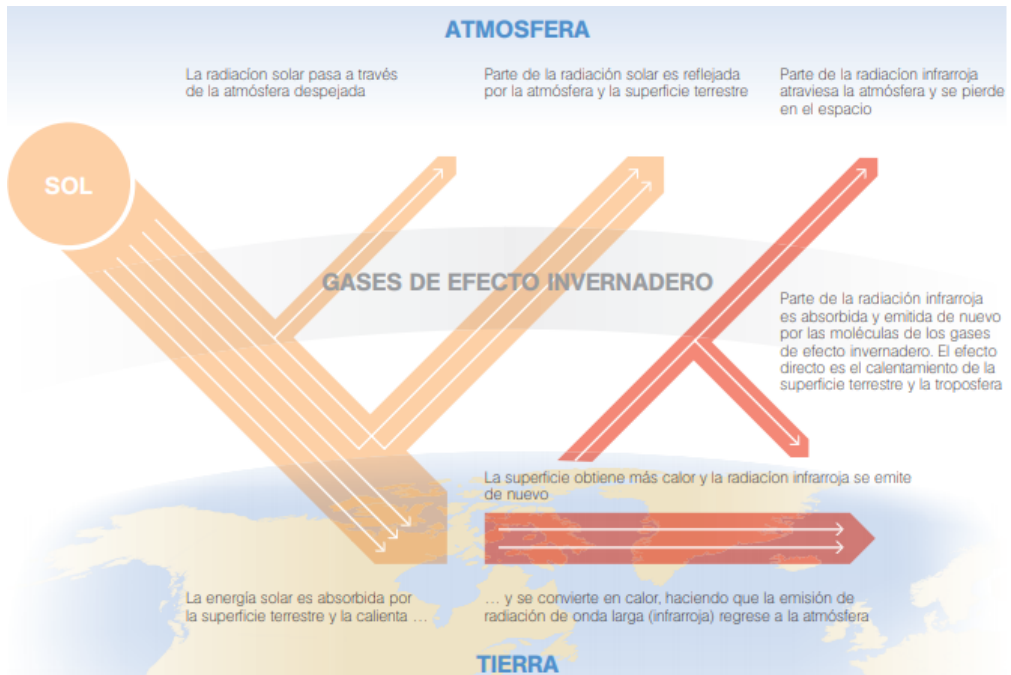 ATMOSFERA
La radiacíon solar pasa a través
de la atmósfera despejada
Parte de la radiación solar es reflejada
por la atmósfera y la superficie terrestre
Parte de la radiacíon infrarroja
atraviesa la atmósfera y se pierde
en el espacio
SOL
GASES DE EFECTO INVERNADERO
Parte de la radiación infrarroja
es absorbida y emitida de nuevo
por las moléculas de los gases
de efecto invernadero. El efecto
directo es el calentamiento de la
superficie terrestre y la troposfera
La superficie obtiene más calor y la radiacíon infrarroja se emite
de nuevo
La energía solar es absorbida por
la superficie terrestre y la calienta …
… y se convierte en calor, haciendo que la emisión de
radiación de onda larga (infrarroja) regrese a la atmósfera
TIERRA